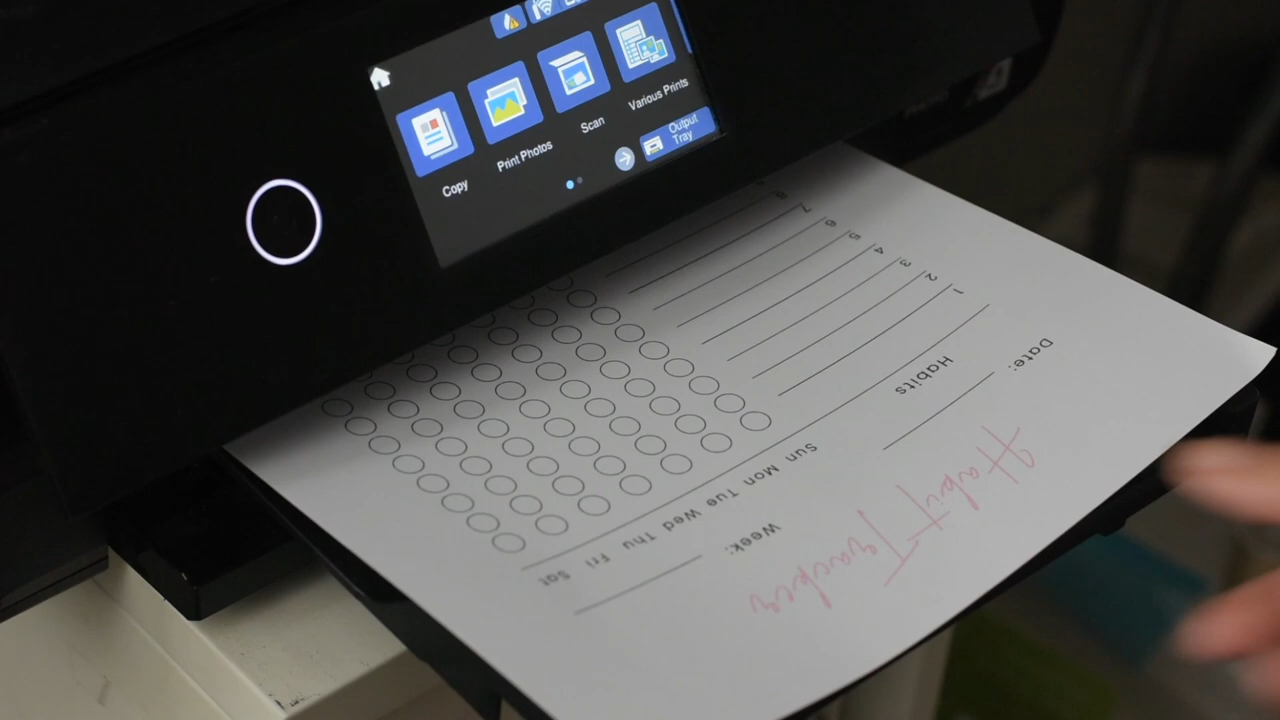 Copy
Print Photos
Scan
Various Prints
Output
Tray
Habit Tracker
Date:
Week:
Habits
Sun Mon Tue Wed Thu Fri Sat
1
2
3
4
5
6
7
8